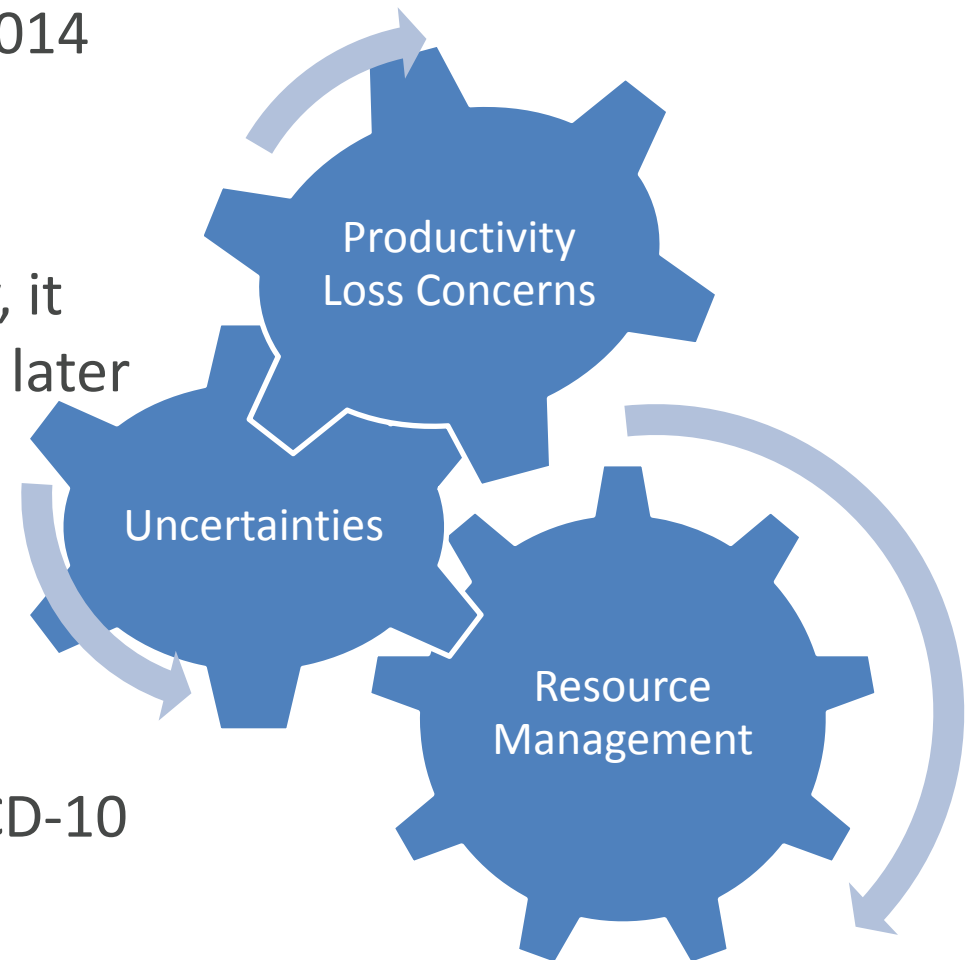 014
, it
later
CD-10
Productivity
Loss Concerns
Uncertainties
Resource
Management